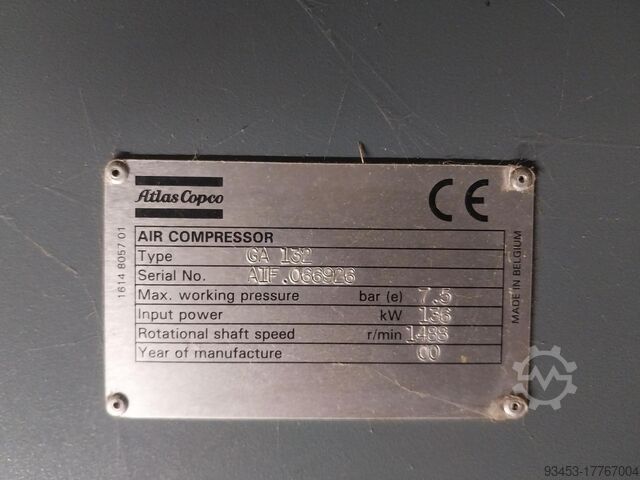 Atlas Copco
CE
AIR COMPRESSOR
Type GA 132
Serial No. AIF.066926
Max. working pressure bar (e) 7.5
Input power kW 136
Rotational shaft speed r/min 1488
Year of manufacture 00
1614 8057 01
MADE IN BELGIUM
93453-17767004